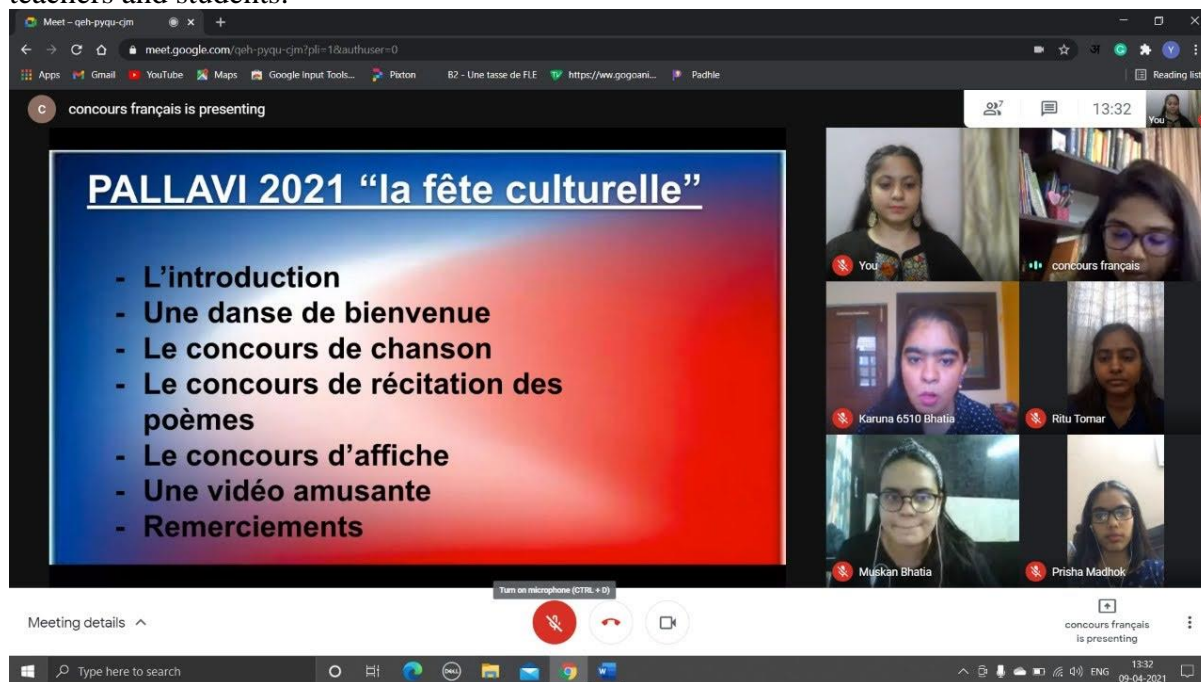 teachers and students.
Meet – qeh-pyqu-cjm
meet.google.com/qeh-pyqu-cjm?pli=1&authuser=0
Apps
Gmail
YouTube
Maps
Google Input Tools...
Pixton
B2 - Une tasse de FLE
https://ww.gogoani...
Padhle
Reading list
C
concours français is presenting
7
13:32
You
PALLAVI 2021 “la fête culturelle”
- L’introduction
- Une danse de bienvenue
- Le concours de chanson
- Le concours de récitation des
poèmes
- Le concours d’affiche
- Une vidéo amusante
- Remerciements
You
concours français
Karuna 6510 Bhatia
Ritu Tomar
Muskan Bhatia
Prisha Madhok
Turn on microphone (CTRL + D)
Meeting details
concours français
is presenting
Type here to search
DELL
ENG
13:32
09-04-2021